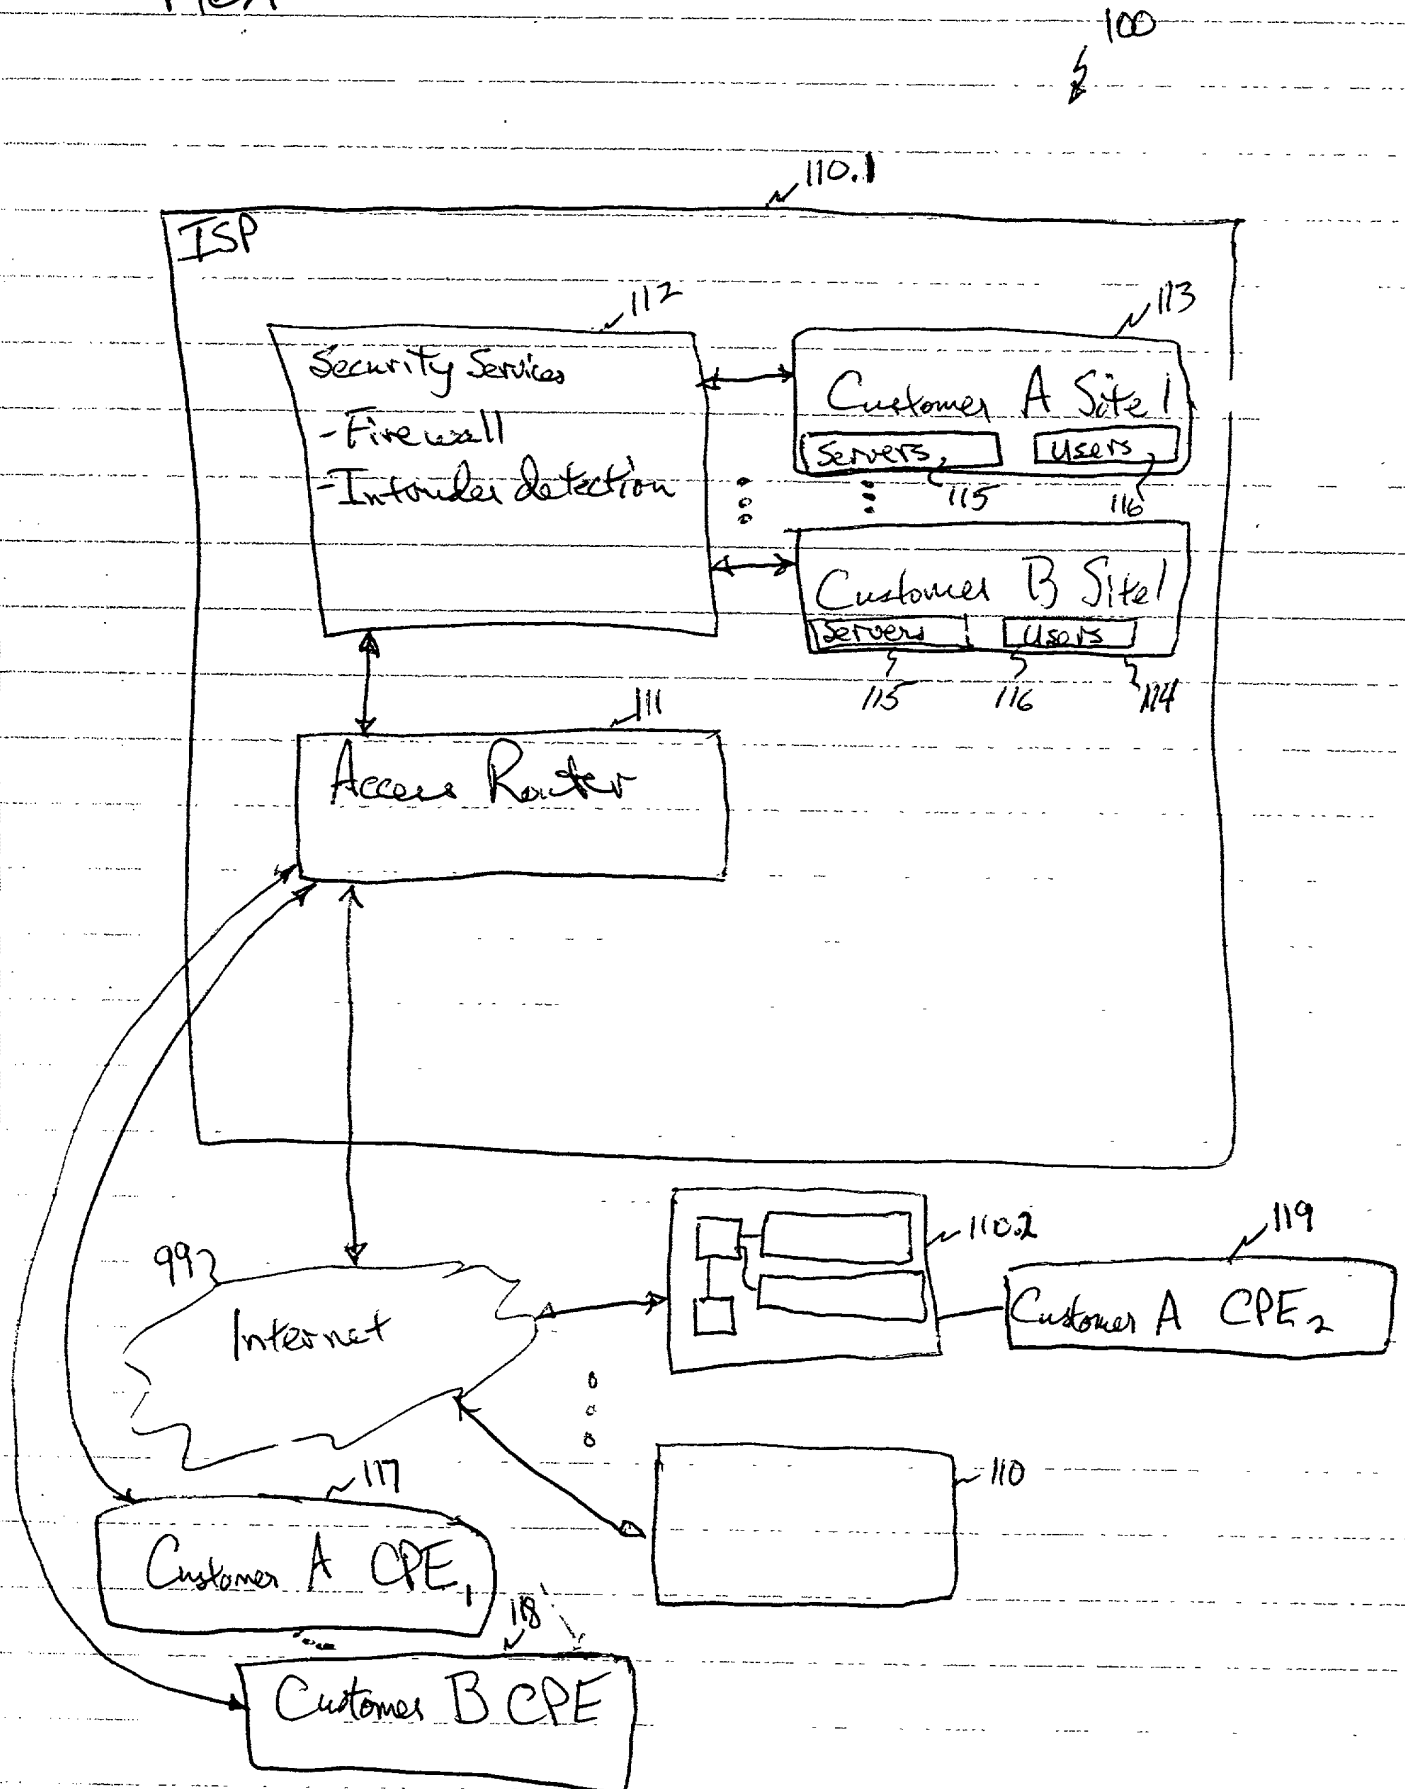 100
110.1
ISP
112
113
Security Services
- Firewall
- Intruder detection
Customer A Site 1
Servers
Users
115
116
Customer B Site 1
Servers
Users
115
116
114
111
Access Router
99
Internet
110.2
119
Customer A CPE2
110
117
Customer A CPE1
118
Customer B CPE